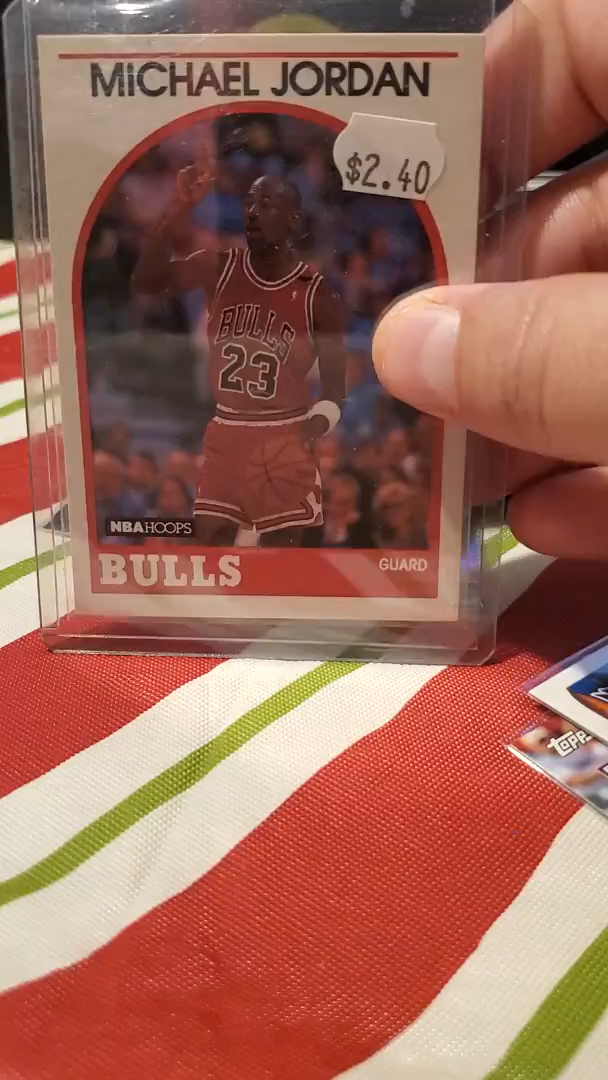 MICHAEL JORDAN
$2.40
BULLS
23
NBA HOOPS
BULLS
GUARD
TOPPS